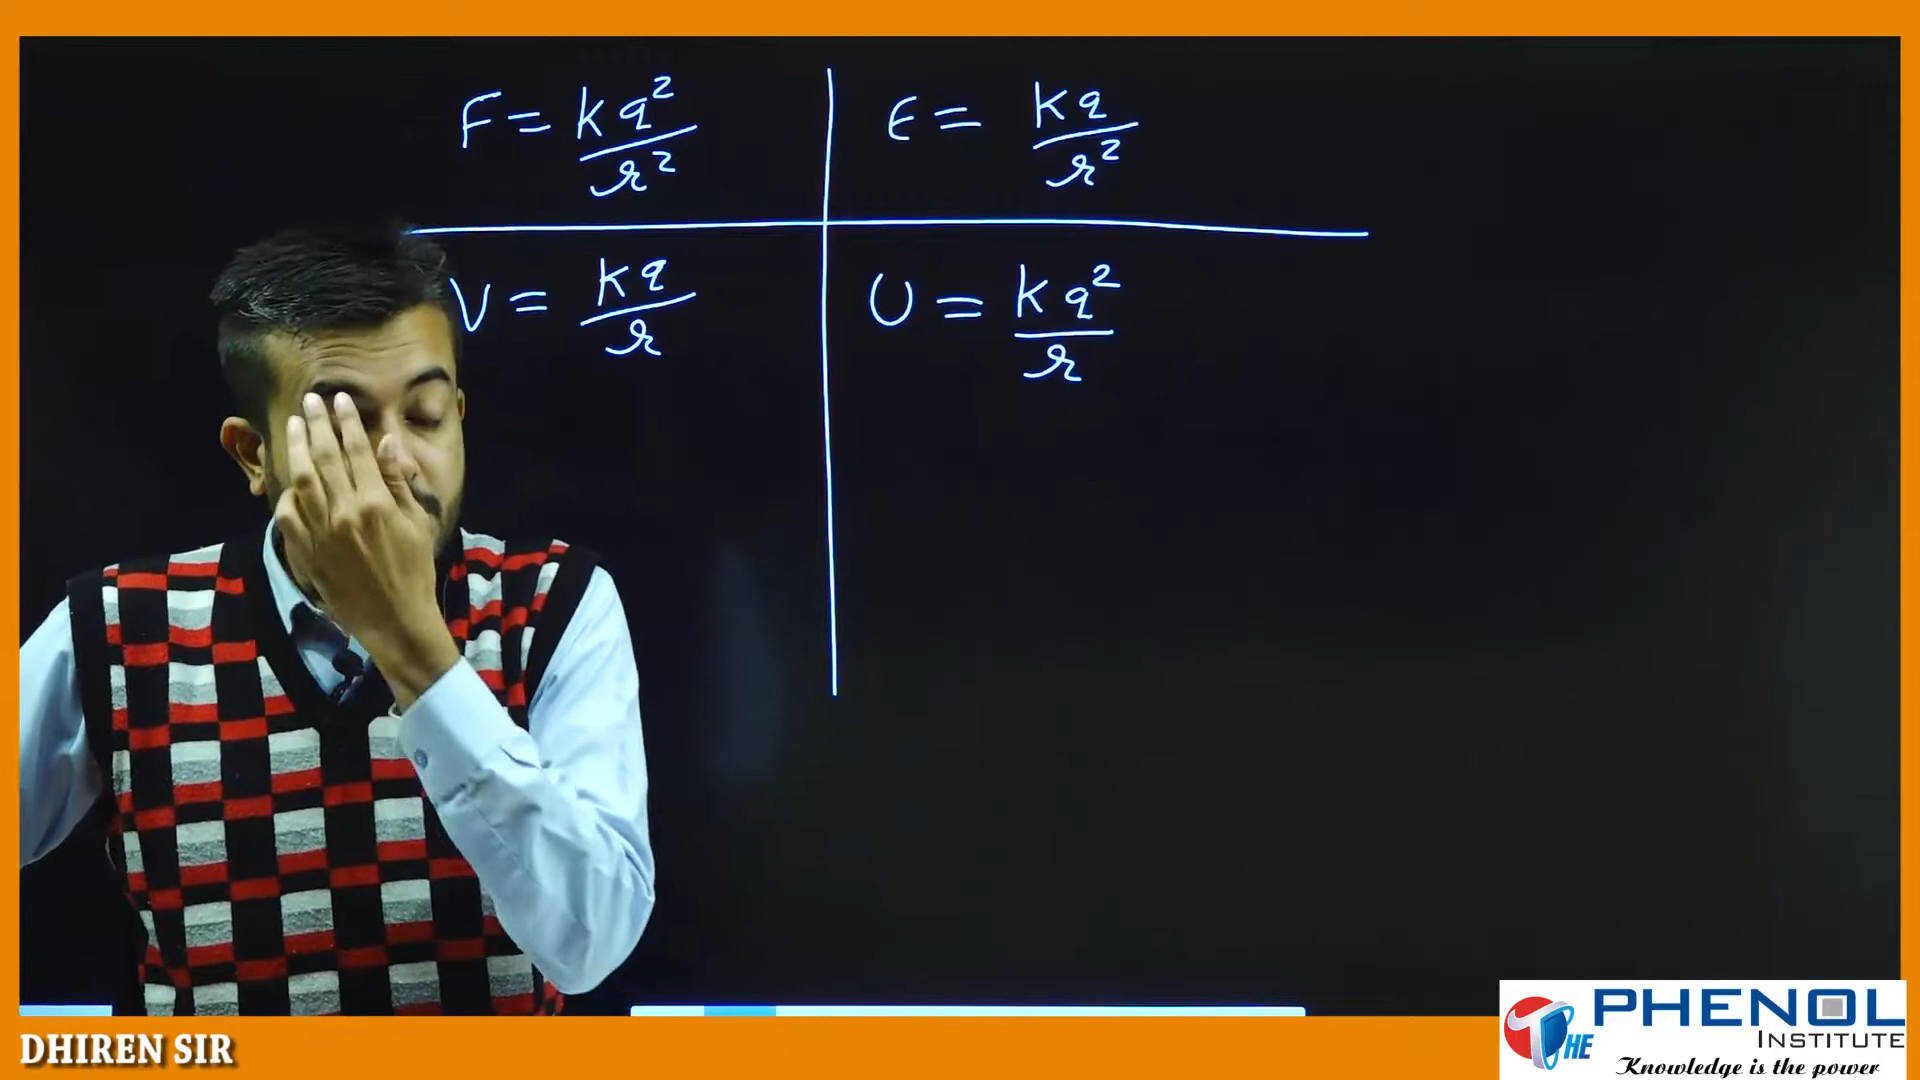 F = kq²/r²
E = kq/r²
V = kq/r
U = kq²/r
DHIREN SIR
THE PHENOL
INSTITUTE
Knowledge is the power